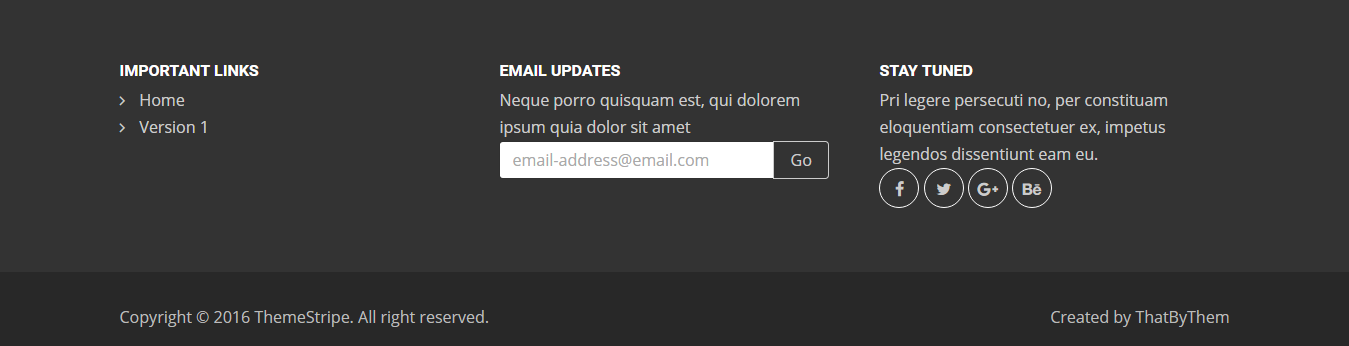 IMPORTANT LINKS
Home
Version 1
EMAIL UPDATES
Neque porro quisquam est, qui dolorem
ipsum quia dolor sit amet
email-address@email.com Go
STAY TUNED
Pri legere persecuti no, per constituam
eloquentiam consectetuer ex, impetus
legendos dissentiunt eam eu.
f G+ Bē
Copyright © 2016 ThemeStripe. All right reserved.
Created by ThatByThem